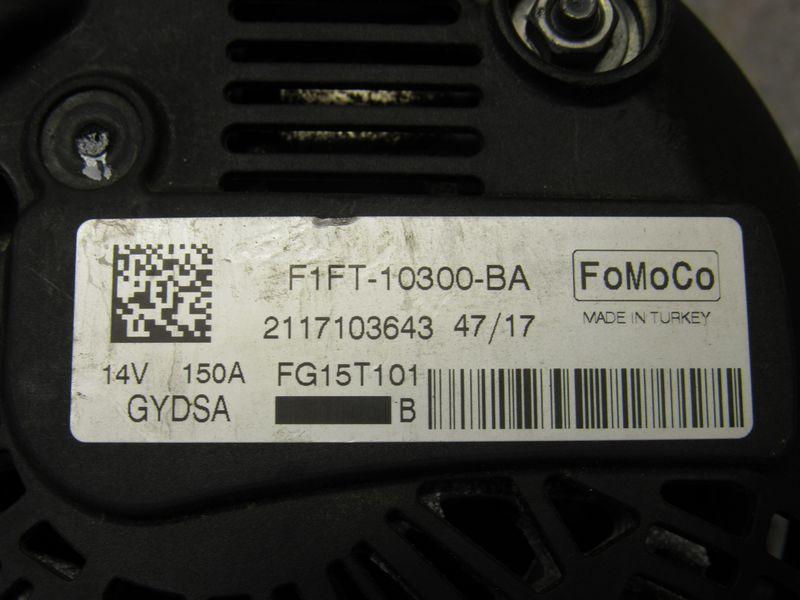 F1FT-10300-BA
FoMoCo
2117103643 47/17
MADE IN TURKEY
14V 150A FG15T101
GYDSA
B